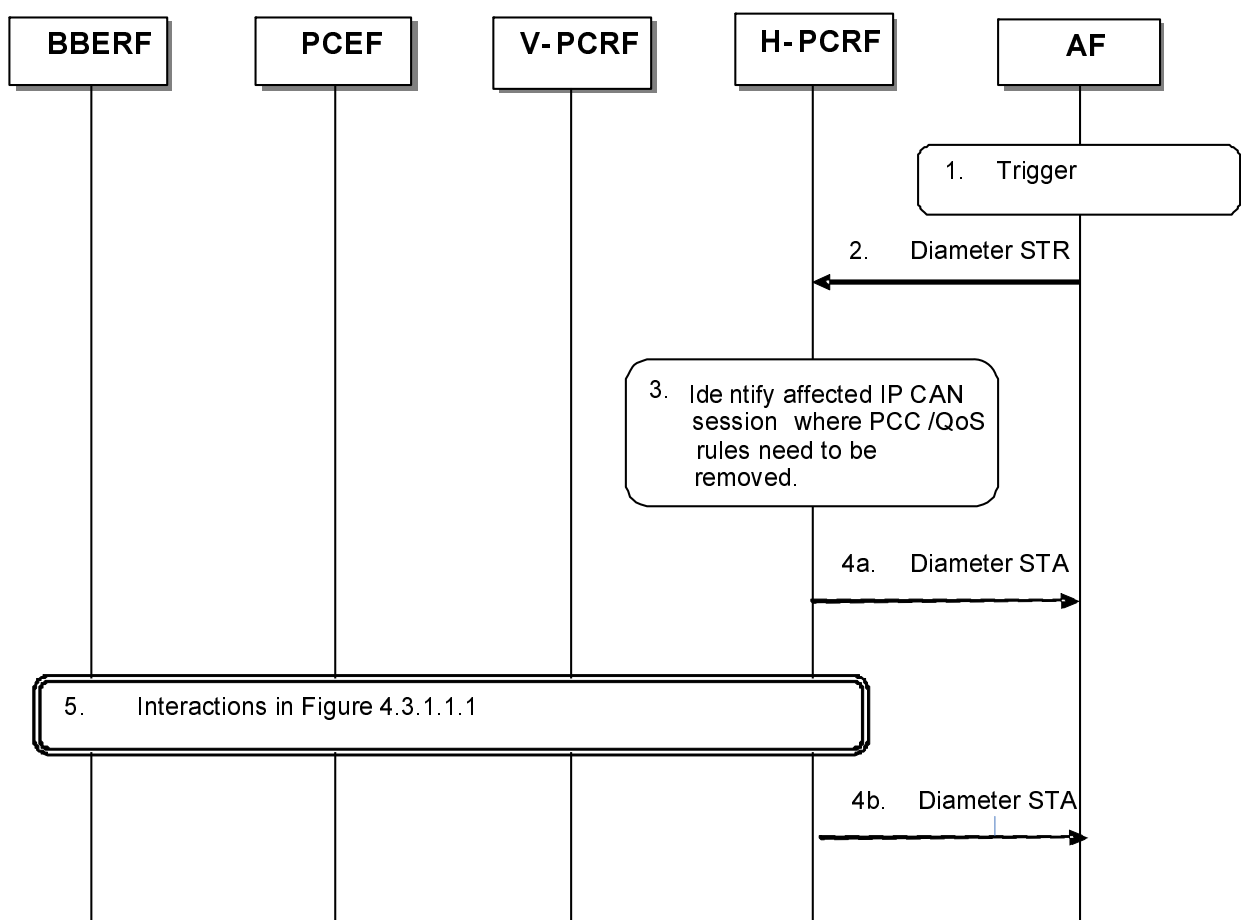 BBERF PCEF V-PCRF H-PCRF AF
1. Trigger
2. Diameter STR
3. Ide ntify affected IP CAN
session where PCC /QoS
rules need to be
removed.
4a. Diameter STA
5. Interactions in Figure 4.3.1.1.1
4b. Diameter STA